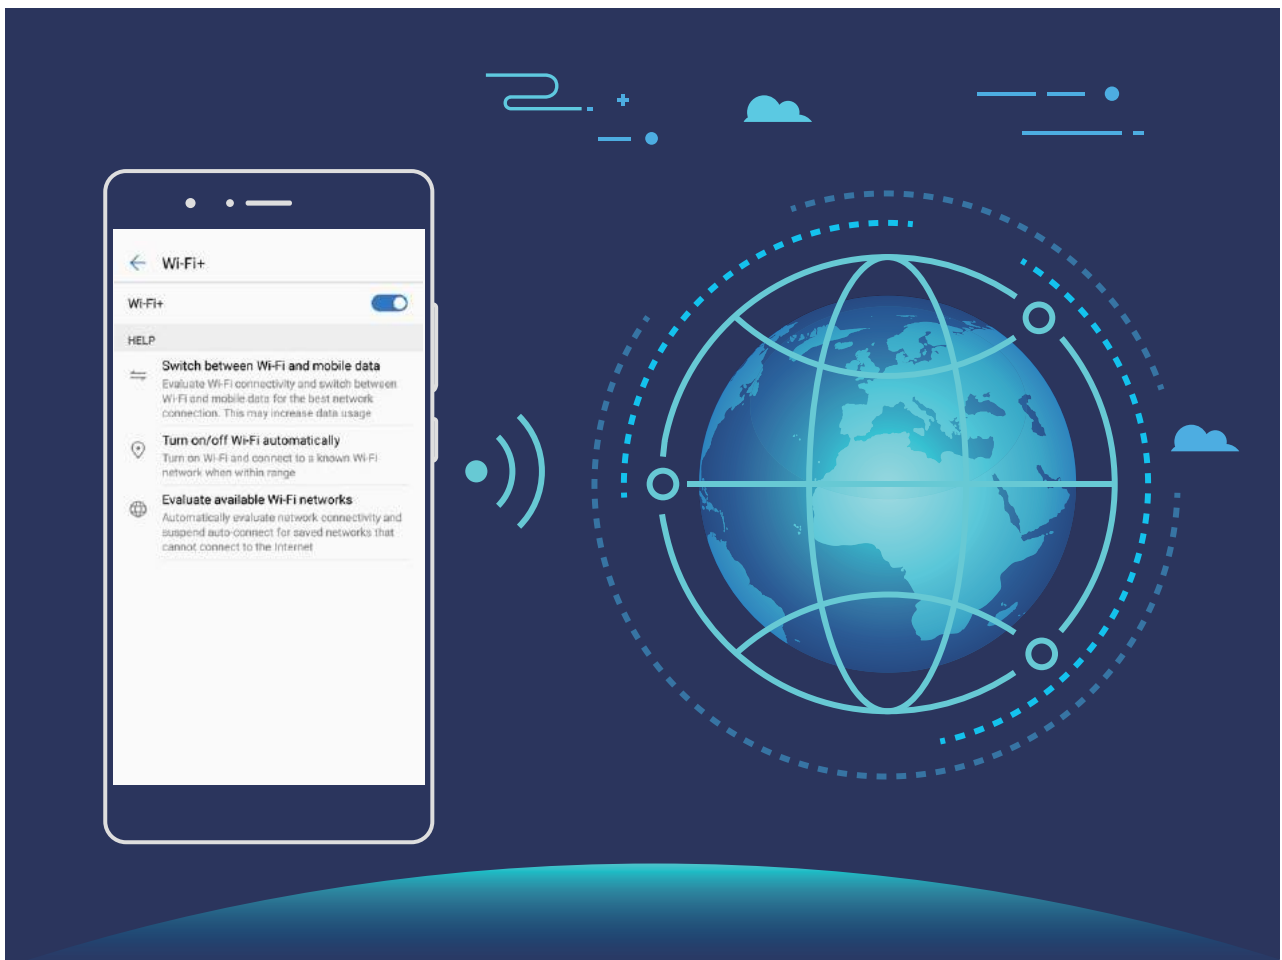 Wi-Fi+
Wi-Fi+
HELP
Switch between Wi-Fi and mobile data
Evaluate Wi-Fi connectivity and switch between
Wi-Fi and mobile data for the best network
connection. This may increase data usage
Turn on/off Wi-Fi automatically
Turn on Wi-Fi and connect to a known Wi-Fi
network when within range
Evaluate available Wi-Fi networks
Automatically evaluate network connectivity and
suspend auto-connect for saved networks that
cannot connect to the Internet